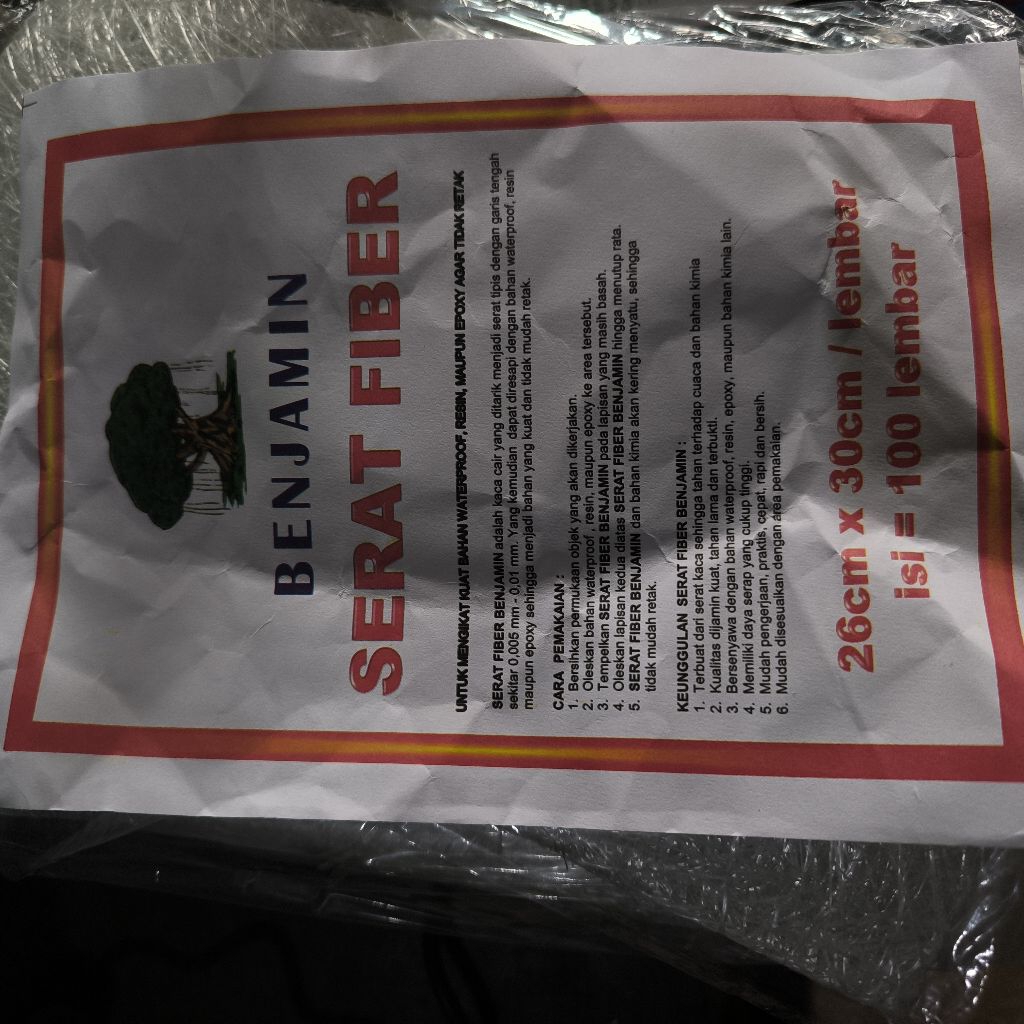 BENJAMIN
SERAT FIBER
UNTUK MENGIKAT KUAT BAHAN WATERPROOF, RESIN, MAUPUN EPOXY AGAR TIDAK RETAK
SERAT FIBER BENJAMIN adalah kaca cair yang ditarik menjadi serat tipis dengan garis tengah
sekitar 0,005 mm - 0.01 mm. Yang kemudian dapat diresapi dengan bahan waterproof, resin
maupun epoxy sehingga menjadi bahan yang kuat dan tidak mudah retak.
CARA PEMAKAIAN :
1. Bersihkan permukaan objek yang akan dikerjakan.
2. Oleskan bahan waterproof , resin, maupun epoxy ke area tersebut.
3. Tempelkan SERAT FIBER BENJAMIN pada lapisan yang masih basah.
4. Oleskan lapisan kedua diatas SERAT FIBER BENJAMIN hingga menutup rata.
5. SERAT FIBER BENJAMIN dan bahan kimia akan kering menyatu, sehingga
tidak mudah retak.
KEUNGGULAN SERAT FIBER BENJAMIN :
1. Terbuat dari serat kaca sehingga tahan terhadap cuaca dan bahan kimia
2. Kualitas dijamin kuat, tahan lama dan terbukti.
3. Bersenyawa dengan bahan waterproof, resin, epoxy, maupun bahan kimia lain.
4. Memiliki daya serap yang cukup tinggi.
5. Mudah pengerjaan, praktis, cepat, rapi dan bersih.
6. Mudah disesuaikan dengan area pemakaian.
26cm x 30cm / lembar
isi = 100 lembar